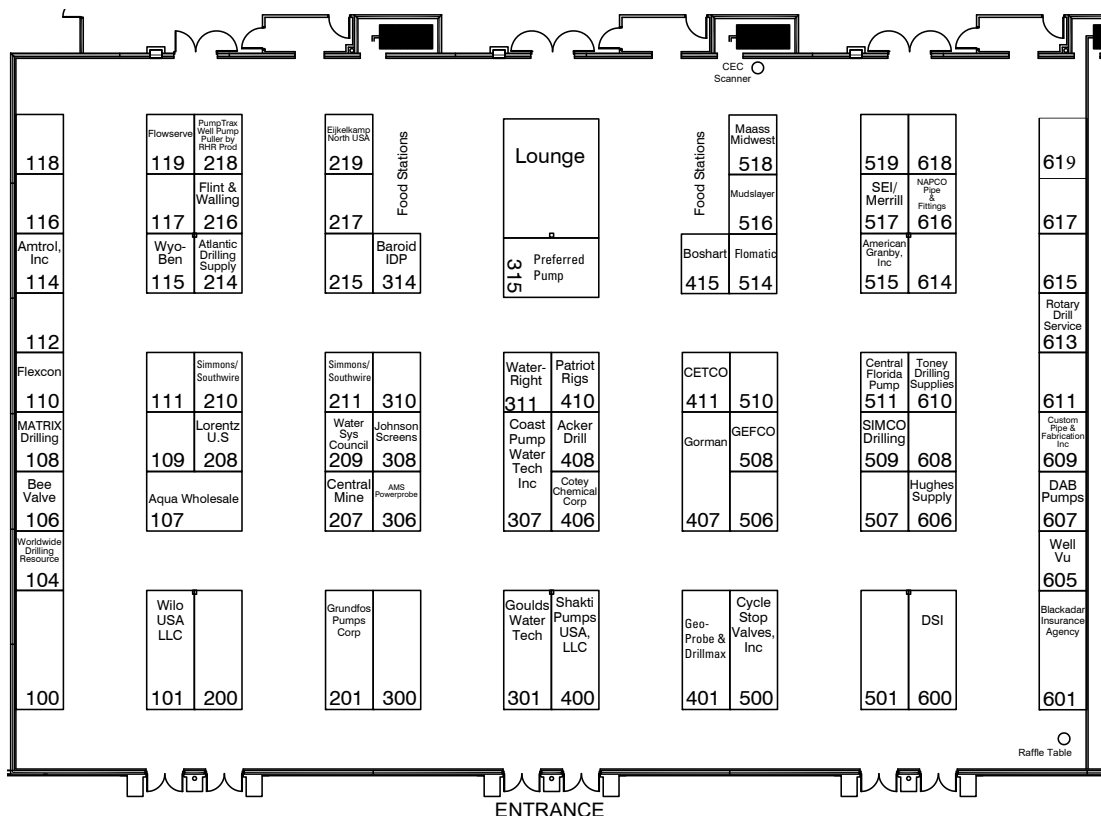 CEC
Scanner
118
Flowserve
119
PumpTrax
Well Pump
Puller by
RHR Prod
218
Eijkelkamp
North USA
219
Food Stations
Lounge
Food Stations
Maass
Midwest
518
519
618
619
116
117
Flint &
Walling
216
217
Mudslayer
516
SEI/
Merrill
517
NAPCO
Pipe
&
Fittings
616
617
Amtrol,
Inc
114
Wyo-
Ben
115
Atlantic
Drilling
Supply
214
215
Baroid
IDP
314
315
Preferred
Pump
Boshart
415
Flomatic
514
American
Granby,
Inc
515
614
615
112
Rotary
Drill
Service
613
Flexcon
110
111
Simmons/
Southwire
210
Simmons/
Southwire
211
310
Water-
Right
311
Patriot
Rigs
410
CETCO
411
510
Central
Florida
Pump
511
Toney
Drilling
Supplies
610
611
MATRIX
Drilling
108
109
Lorentz
U.S
208
Water
Sys
Council
209
Johnson
Screens
308
Coast
Pump
Water
Tech
Inc
307
Acker
Drill
408
Gorman
407
GEFCO
508
SIMCO
Drilling
509
608
Custom
Pipe &
Fabrication
Inc
609
Bee
Valve
106
Aqua Wholesale
107
Central
Mine
207
AMS
Powerprobe
306
Cotey
Chemical
Corp
406
506
507
Hughes
Supply
606
DAB
Pumps
607
Worldwide
Drilling
Resource
104
Well
Vu
605
100
Wilo
USA
LLC
101
200
Grundfos
Pumps
Corp
201
300
Goulds
Water
Tech
301
Shakti
Pumps
USA,
LLC
400
Geo-
Probe &
Drillmax
401
Cycle
Stop
Valves,
Inc
500
501
DSI
600
Blackadar
Insurance
Agency
601
Raffle Table
ENTRANCE